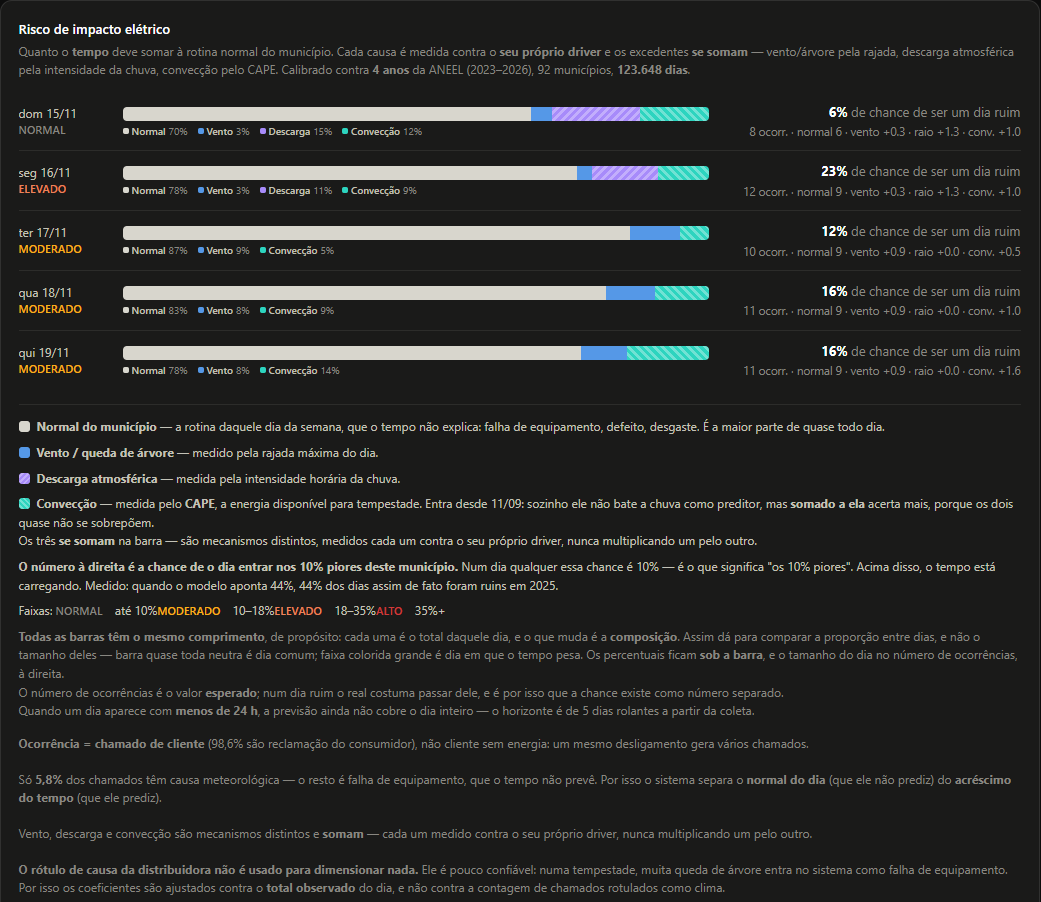 Risco de impacto elétrico
Quanto o tempo deve somar à rotina normal do município. Cada causa é medida contra o seu próprio driver e os excedentes se somam — vento/árvore pela rajada, descarga atmosférica
pela intensidade da chuva, convecção pelo CAPE. Calibrado contra 4 anos da ANEEL (2023–2026), 92 municípios, 123.648 dias.
dom 15/11
NORMAL
Normal 70% Vento 3% Descarga 15% Convecção 12%
6% de chance de ser um dia ruim
8 ocorr. · normal 6 · vento +0.3 · raio +1.3 · conv. +1.0
seg 16/11
ELEVADO
Normal 78% Vento 3% Descarga 11% Convecção 9%
23% de chance de ser um dia ruim
12 ocorr. · normal 9 · vento +0.3 · raio +1.3 · conv. +1.0
ter 17/11
MODERADO
Normal 87% Vento 9% Convecção 5%
12% de chance de ser um dia ruim
10 ocorr. · normal 9 · vento +0.9 · raio +0.0 · conv. +0.5
qua 18/11
MODERADO
Normal 83% Vento 8% Convecção 9%
16% de chance de ser um dia ruim
11 ocorr. · normal 9 · vento +0.9 · raio +0.0 · conv. +1.0
qui 19/11
MODERADO
Normal 78% Vento 8% Convecção 14%
16% de chance de ser um dia ruim
11 ocorr. · normal 9 · vento +0.9 · raio +0.0 · conv. +1.6
Normal do município — a rotina daquele dia da semana, que o tempo não explica: falha de equipamento, defeito, desgaste. É a maior parte de quase todo dia.
Vento / queda de árvore — medido pela rajada máxima do dia.
Descarga atmosférica — medida pela intensidade horária da chuva.
Convecção — medida pelo CAPE, a energia disponível para tempestade. Entra desde 11/09: sozinho ele não bate a chuva como preditor, mas somado a ela acerta mais, porque os dois
quase não se sobrepõem.
Os três se somam na barra — são mecanismos distintos, medidos cada um contra o seu próprio driver, nunca multiplicando um pelo outro.
O número à direita é a chance de o dia entrar nos 10% piores deste município. Num dia qualquer essa chance é 10% — é o que significa "os 10% piores". Acima disso, o tempo está
carregando. Medido: quando o modelo aponta 44%, 44% dos dias assim de fato foram ruins em 2025.
Faixas: NORMAL até 10%MODERADO 10–18%ELEVADO 18–35%ALTO 35%+
Todas as barras têm o mesmo comprimento, de propósito: cada uma é o total daquele dia, e o que muda é a composição. Assim dá para comparar a proporção entre dias, e não o
tamanho deles — barra quase toda neutra é dia comum; faixa colorida grande é dia em que o tempo pesa. Os percentuais ficam sob a barra, e o tamanho do dia no número de ocorrências,
à direita.
O número de ocorrências é o valor esperado; num dia ruim o real costuma passar dele, e é por isso que a chance existe como número separado.
Quando um dia aparece com menos de 24 h, a previsão ainda não cobre o dia inteiro — o horizonte é de 5 dias rolantes a partir da coleta.
Ocorrência = chamado de cliente (98,6% são reclamação do consumidor), não cliente sem energia: um mesmo desligamento gera vários chamados.
Só 5,8% dos chamados têm causa meteorológica — o resto é falha de equipamento, que o tempo não prevê. Por isso o sistema separa o normal do dia (que ele não prediz) do acréscimo
do tempo (que ele prediz).
Vento, descarga e convecção são mecanismos distintos e somam — cada um medido contra o seu próprio driver, nunca multiplicando um pelo outro.
O rótulo de causa da distribuidora não é usado para dimensionar nada. Ele é pouco confiável: numa tempestade, muita queda de árvore entra no sistema como falha de equipamento.
Por isso os coeficientes são ajustados contra o total observado do dia, e não contra a contagem de chamados rotulados como clima.